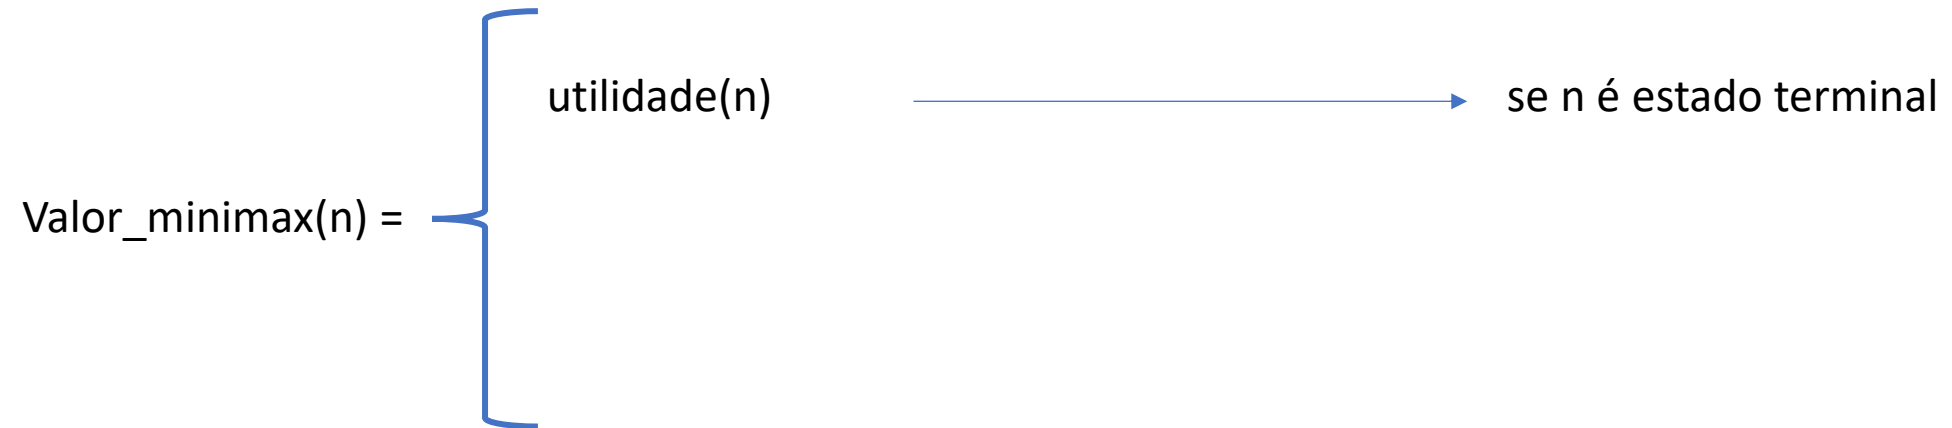 utilidade(n) se n é estado terminal
Valor_minimax(n) =